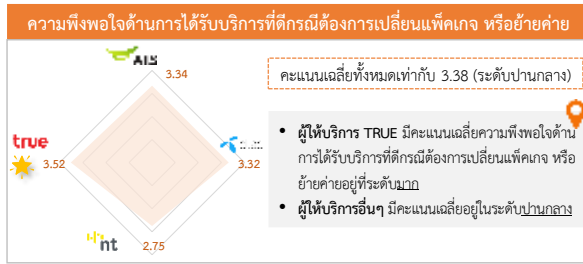 ความพึงพอใจด้านการได้รับบริการที่ดีกรณีต้องการเปลี่ยนแพ็คเกจ หรือย้ายค่าย
AIS
3.34
คะแนนเฉลี่ยทั้งหมดเท่ากับ 3.38 (ระดับปานกลาง)
true
3.52
3.32
nt
2.75
• ผู้ให้บริการ TRUE มีคะแนนเฉลี่ยความพึงพอใจด้าน
การได้รับบริการที่ดีกรณีต้องการเปลี่ยนแพ็คเกจ หรือ
ย้ายค่ายอยู่ที่ระดับมาก
• ผู้ให้บริการอื่นๆ มีคะแนนเฉลี่ยอยู่ในระดับปานกลาง